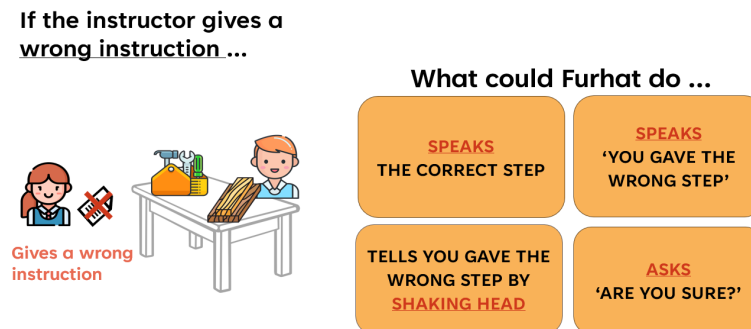 If the instructor gives a
wrong instruction ...
Gives a wrong
instruction
What could Furhat do ...
SPEAKS
THE CORRECT STEP
SPEAKS
‘YOU GAVE THE
WRONG STEP’
TELLS YOU GAVE THE
WRONG STEP BY
SHAKING HEAD
ASKS
‘ARE YOU SURE?’